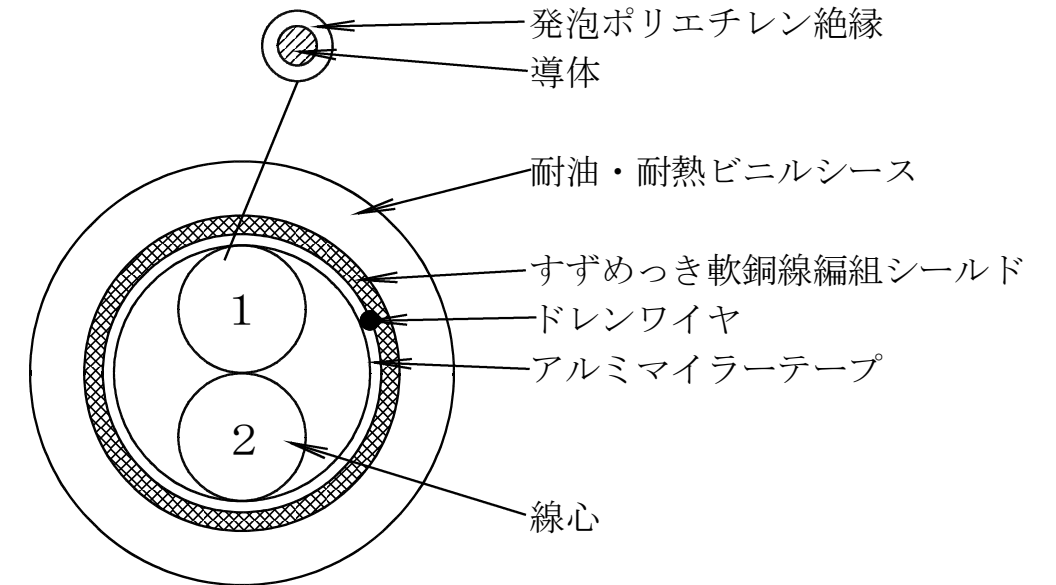 発泡ポリエチレン絶縁
導体
耐油・耐熱ビニルシース
すずめっき軟銅線編組シールド
1
ドレンワイヤ
アルミマイラーテープ
2
線心